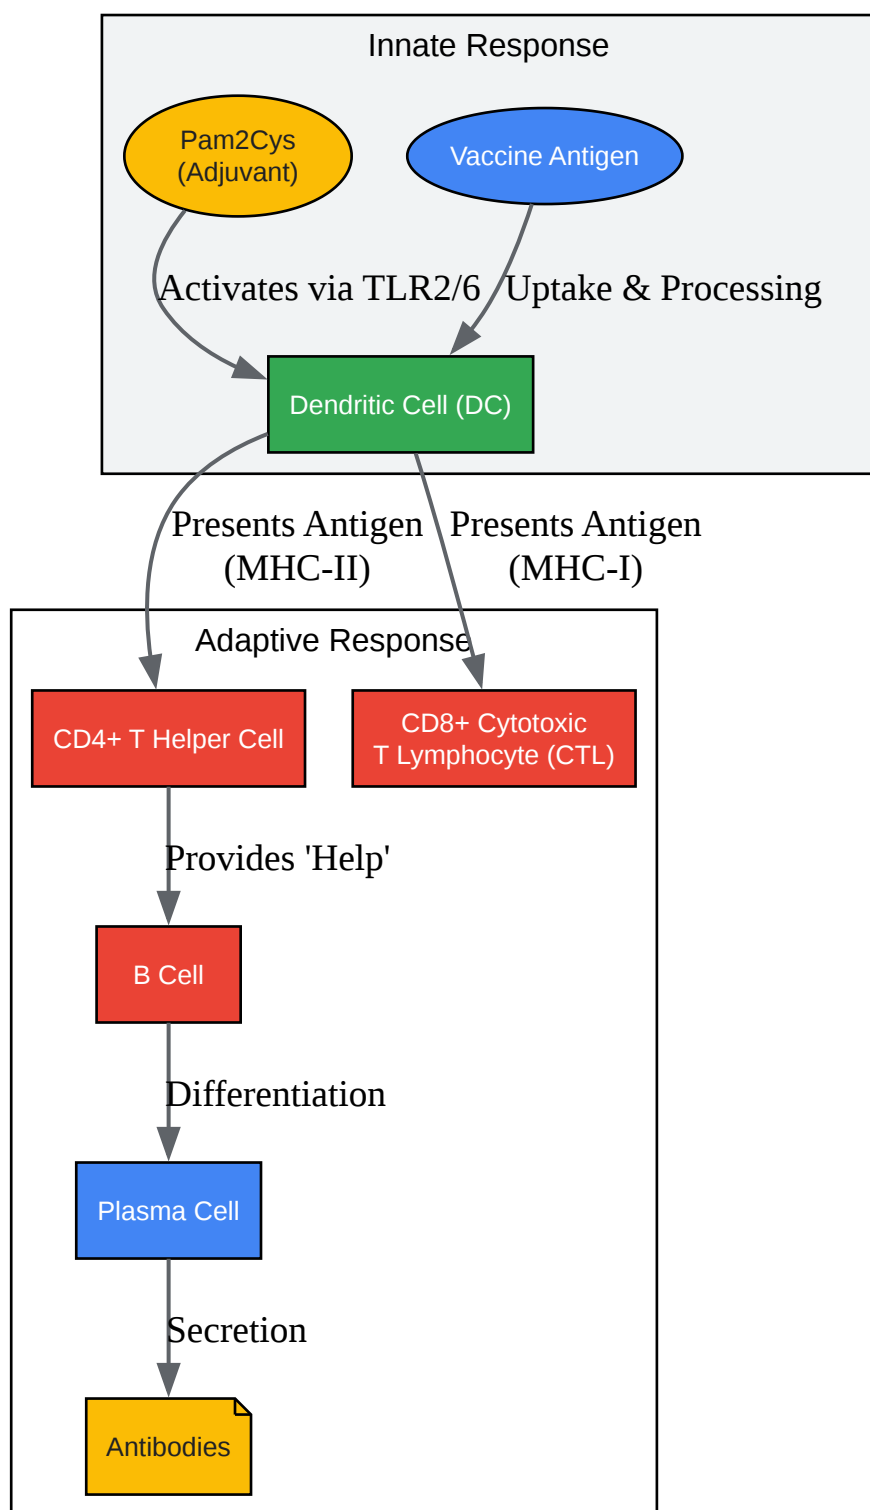 Innate Response
Pam2Cys
(Adjuvant)
Vaccine Antigen
Activates via TLR2/6
Uptake & Processing
Dendritic Cell (DC)
Presents Antigen
(MHC-II)
Presents Antigen
(MHC-I)
Adaptive Response
CD4+ T Helper Cell
CD8+ Cytotoxic
T Lymphocyte (CTL)
Provides 'Help'
B Cell
Differentiation
Plasma Cell
Secretion
Antibodies